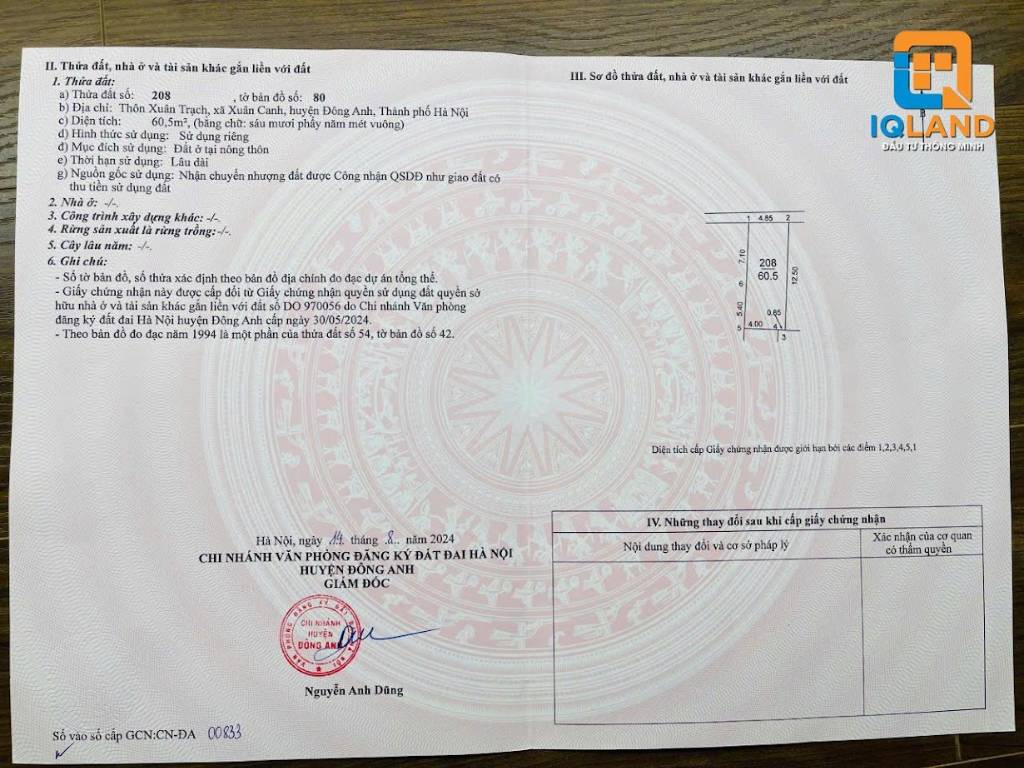 II. Thửa đất, nhà ở và tài sản khác gắn liền với đất
1. Thửa đất:
a) Thửa đất số: 208 , tờ bản đồ số: 80
b) Địa chỉ: Thôn Xuân Trạch, xã Xuân Canh, huyện Đông Anh, Thành phố Hà Nội
c) Diện tích: 60,5m², (bằng chữ: sáu mươi phẩy năm mét vuông)
d) Hình thức sử dụng: Sử dụng riêng
đ) Mục đích sử dụng: Đất ở tại nông thôn
e) Thời hạn sử dụng: Lâu dài
g) Nguồn gốc sử dụng: Nhận chuyển nhượng đất được Công nhận QSDĐ như giao đất có
thu tiền sử dụng đất
2. Nhà ở: -/-.
3. Công trình xây dựng khác: -/-.
4. Rừng sản xuất là rừng trồng:-/-.
5. Cây lâu năm: -/-.
6. Ghi chú:
- Số tờ bản đồ, số thửa xác định theo bản đồ địa chính đo đạc dự án tổng thể.
- Giấy chứng nhận này được cấp đổi từ Giấy chứng nhận quyền sử dụng đất quyền sở
hữu nhà ở và tài sản khác gắn liền với đất số DO 970056 do Chi nhánh Văn phòng
đăng ký đất đai Hà Nội huyện Đông Anh cấp ngày 30/05/2024.
- Theo bản đồ đo đạc năm 1994 là một phần của thửa đất số 54, tờ bản đồ số 42.
Hà Nội, ngày 14 tháng 8 năm 2024
CHI NHÁNH VĂN PHÒNG ĐĂNG KÝ ĐẤT ĐAI HÀ NỘI
HUYỆN ĐÔNG ANH
GIÁM ĐỐC
CHI NHÁNH
HUYỆN
ĐÔNG ANH
Nguyễn Anh Dũng
Số vào sổ cấp GCN:CN-ĐA 00833
III. Sơ đồ thửa đất, nhà ở và tài sản khác gắn liền với đất
IQLAND
ĐẦU TƯ THÔNG MINH
B
1 4.85 2
7.10
208
60.5
12.50
6
5.40
0.85
5 4.00 4
3
Diện tích cấp Giấy chứng nhận được giới hạn bởi các điểm 1,2,3,4,5,1
IV. Những thay đổi sau khi cấp giấy chứng nhận
Nội dung thay đổi và cơ sở pháp lý
Xác nhận của cơ quan
có thẩm quyền